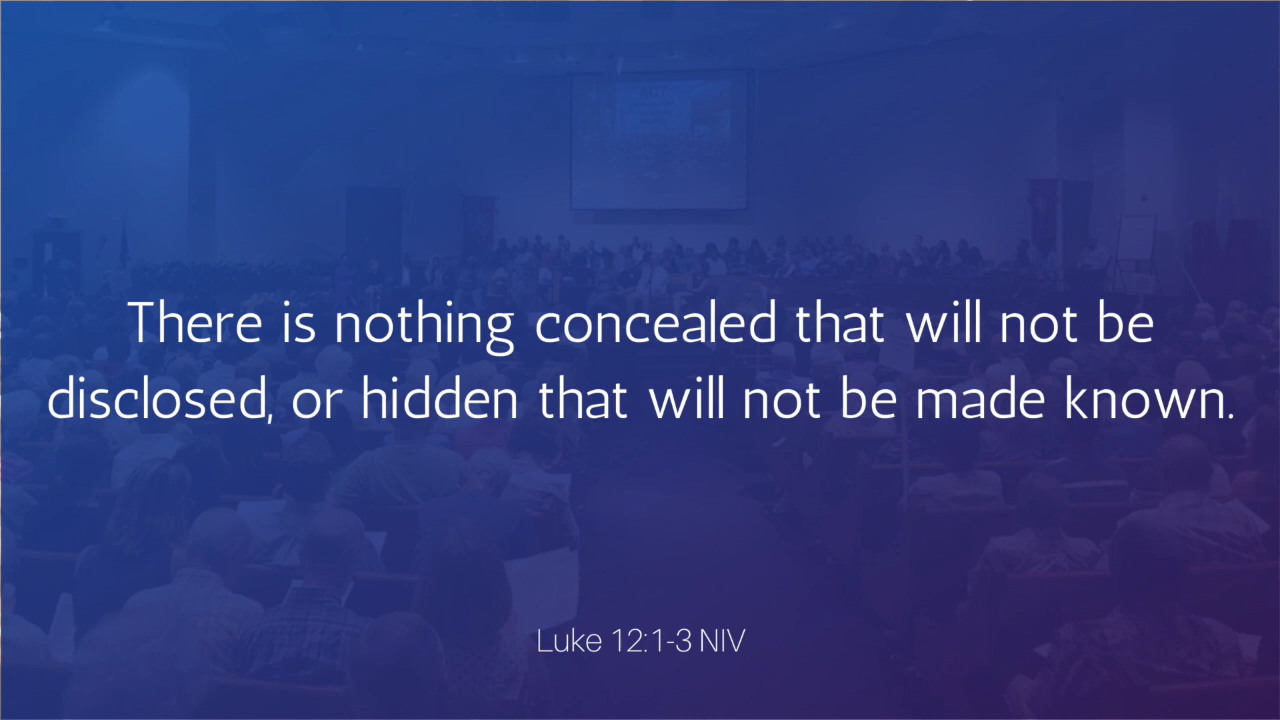 There is nothing concealed that will not be
disclosed, or hidden that will not be made known.
Luke 12:1-3 NIV